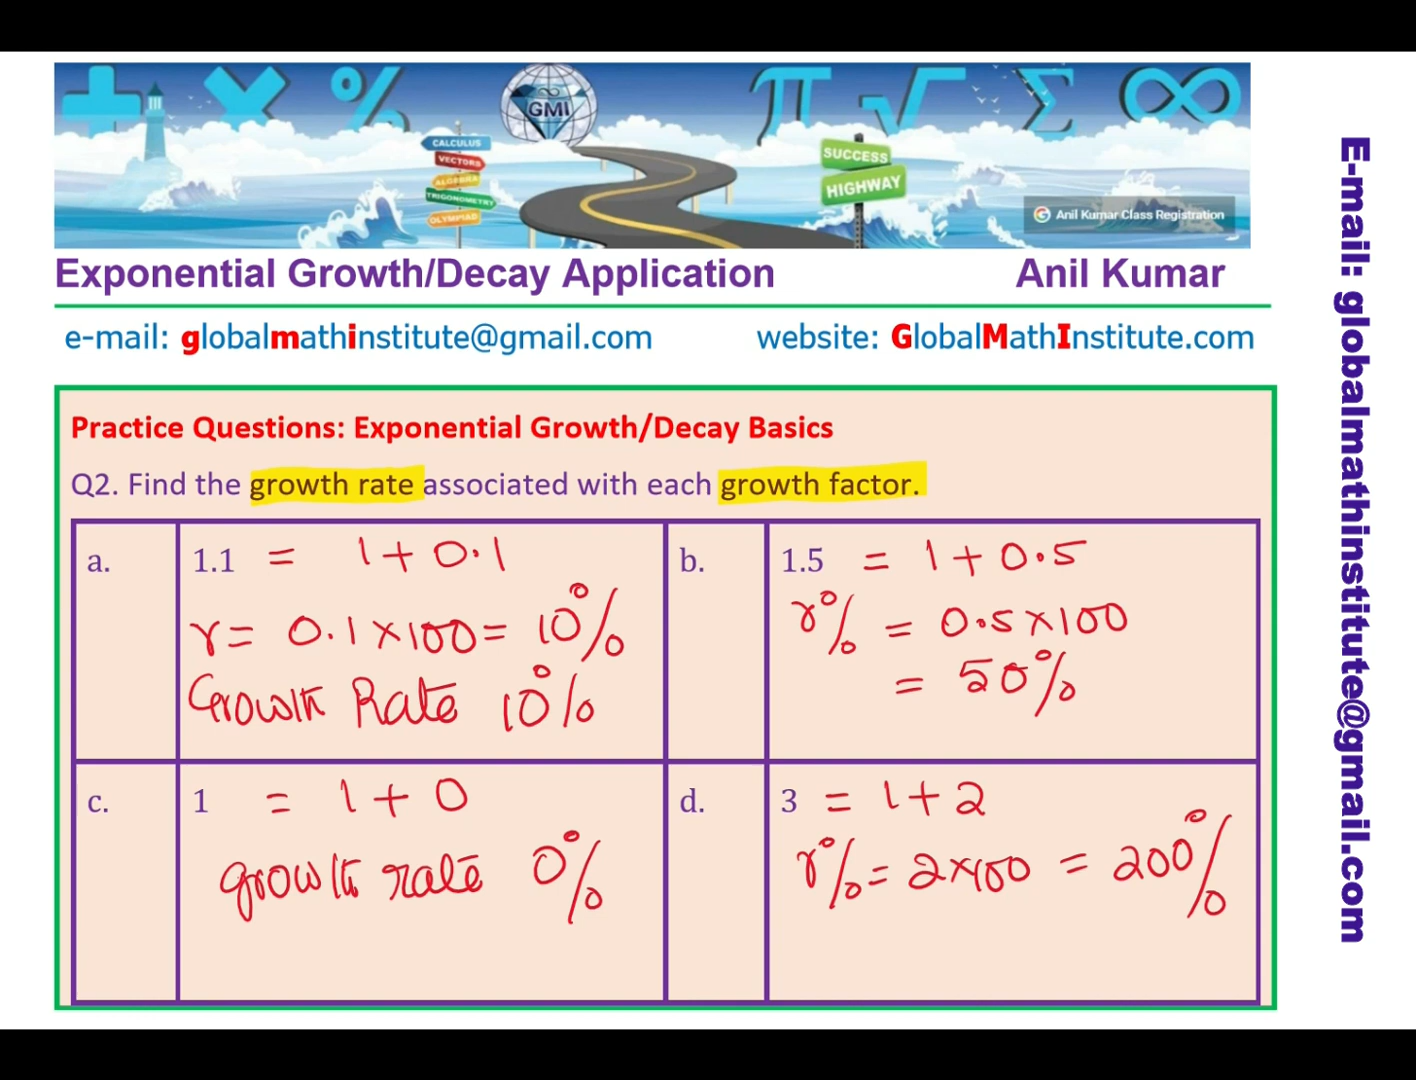 CALCULUS
VECTORS
ALGEBRA
TRIGONOMETRY
OLYMPIAD
GMI
SUCCESS
HIGHWAY
Anil Kumar Class Registration
Exponential Growth/Decay Application Anil Kumar
e-mail: globalmathinstitute@gmail.com website: GlobalMathInstitute.com
E-mail: globalmathinstitute@gmail.com
Practice Questions: Exponential Growth/Decay Basics
Q2. Find the growth rate associated with each growth factor.
a. 1.1 = 1 + 0.1
r = 0.1 × 100 = 10%
Growth Rate 10%
b. 1.5 = 1 + 0.5
r% = 0.5 × 100
= 50%
c. 1 = 1 + 0
growth rate 0%
d. 3 = 1 + 2
r% = 2 × 100 = 200%